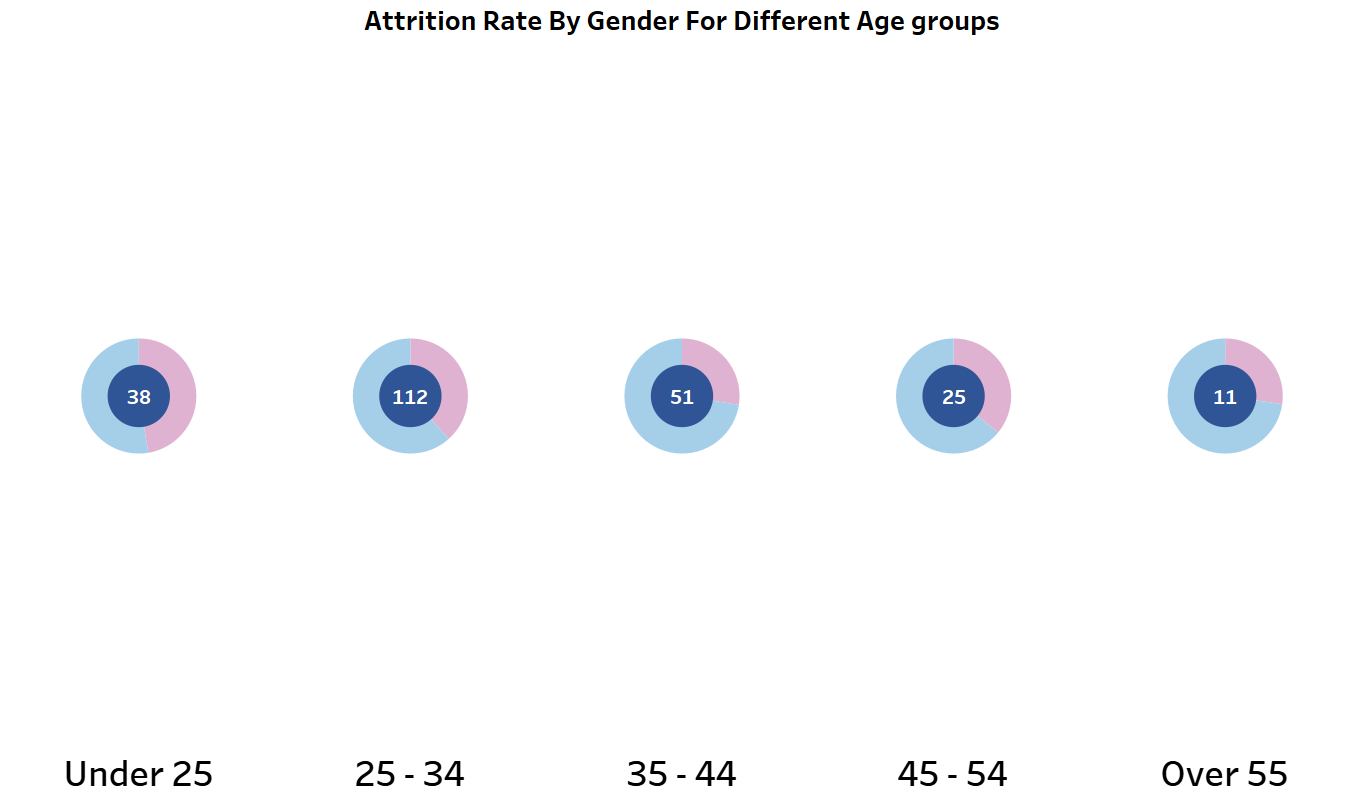 Attrition Rate By Gender For Different Age groups
38 112 51 25 11
Under 25 25 - 34 35 - 44 45 - 54 Over 55